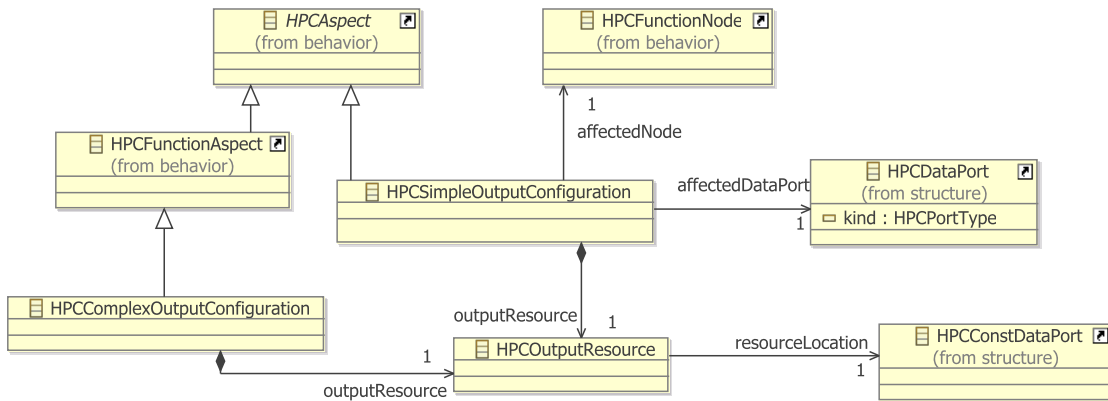 HPCAspect
(from behavior)
HPCFunctionNode
(from behavior)
1
affectedNode
HPCFunctionAspect
(from behavior)
HPCSimpleOutputConfiguration
affectedDataPort
1
HPCDataPort
(from structure)
kind : HPCPortType
HPCComplexOutputConfiguration
outputResource
1
1
outputResource
HPCOutputResource
resourceLocation
1
HPCConstDataPort
(from structure)